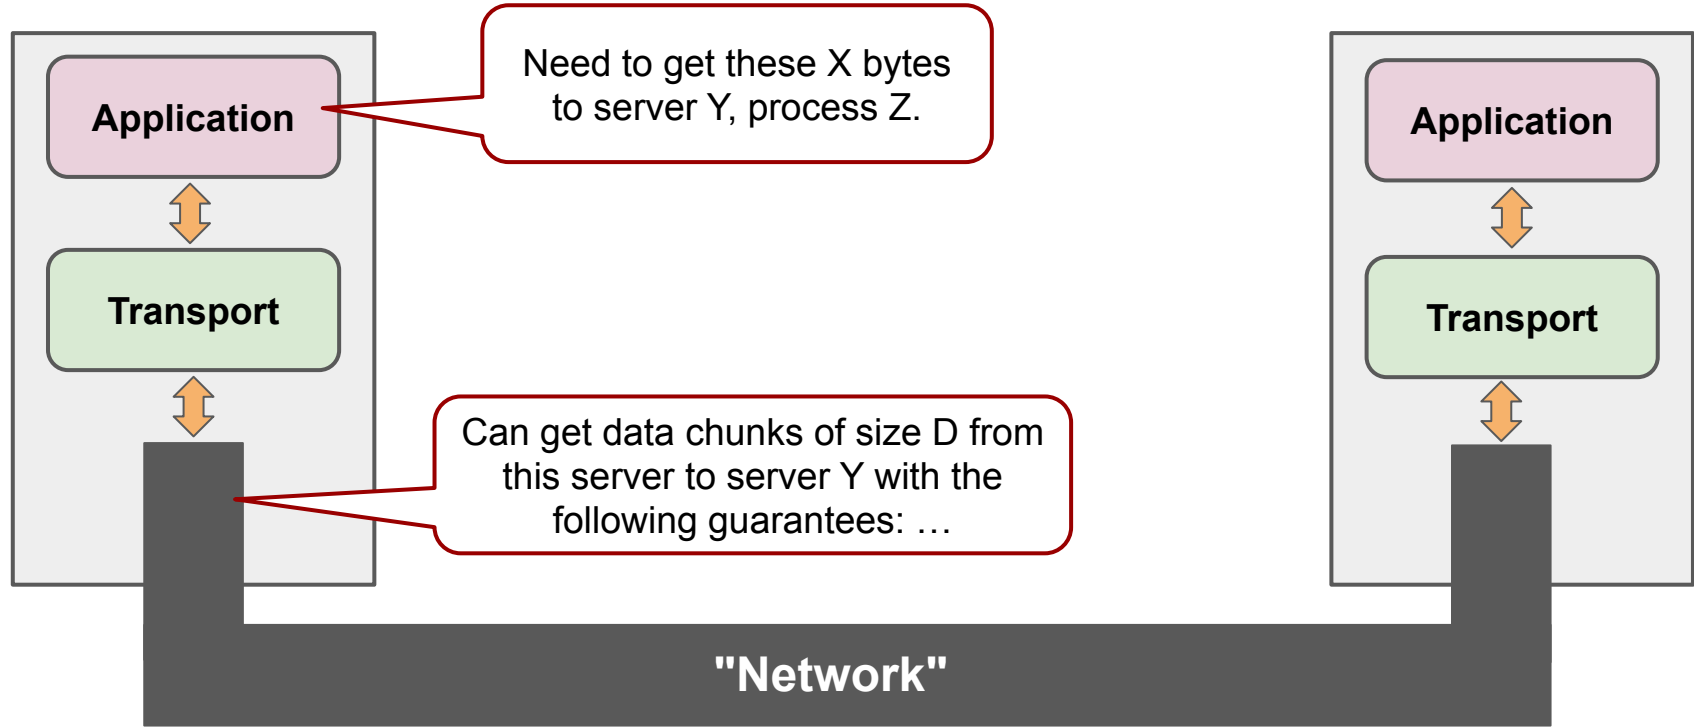 Need to get these X bytes
to server Y, process Z.
Application
Application
Transport
Transport
Can get data chunks of size D from
this server to server Y with the
following guarantees: …
"Network"